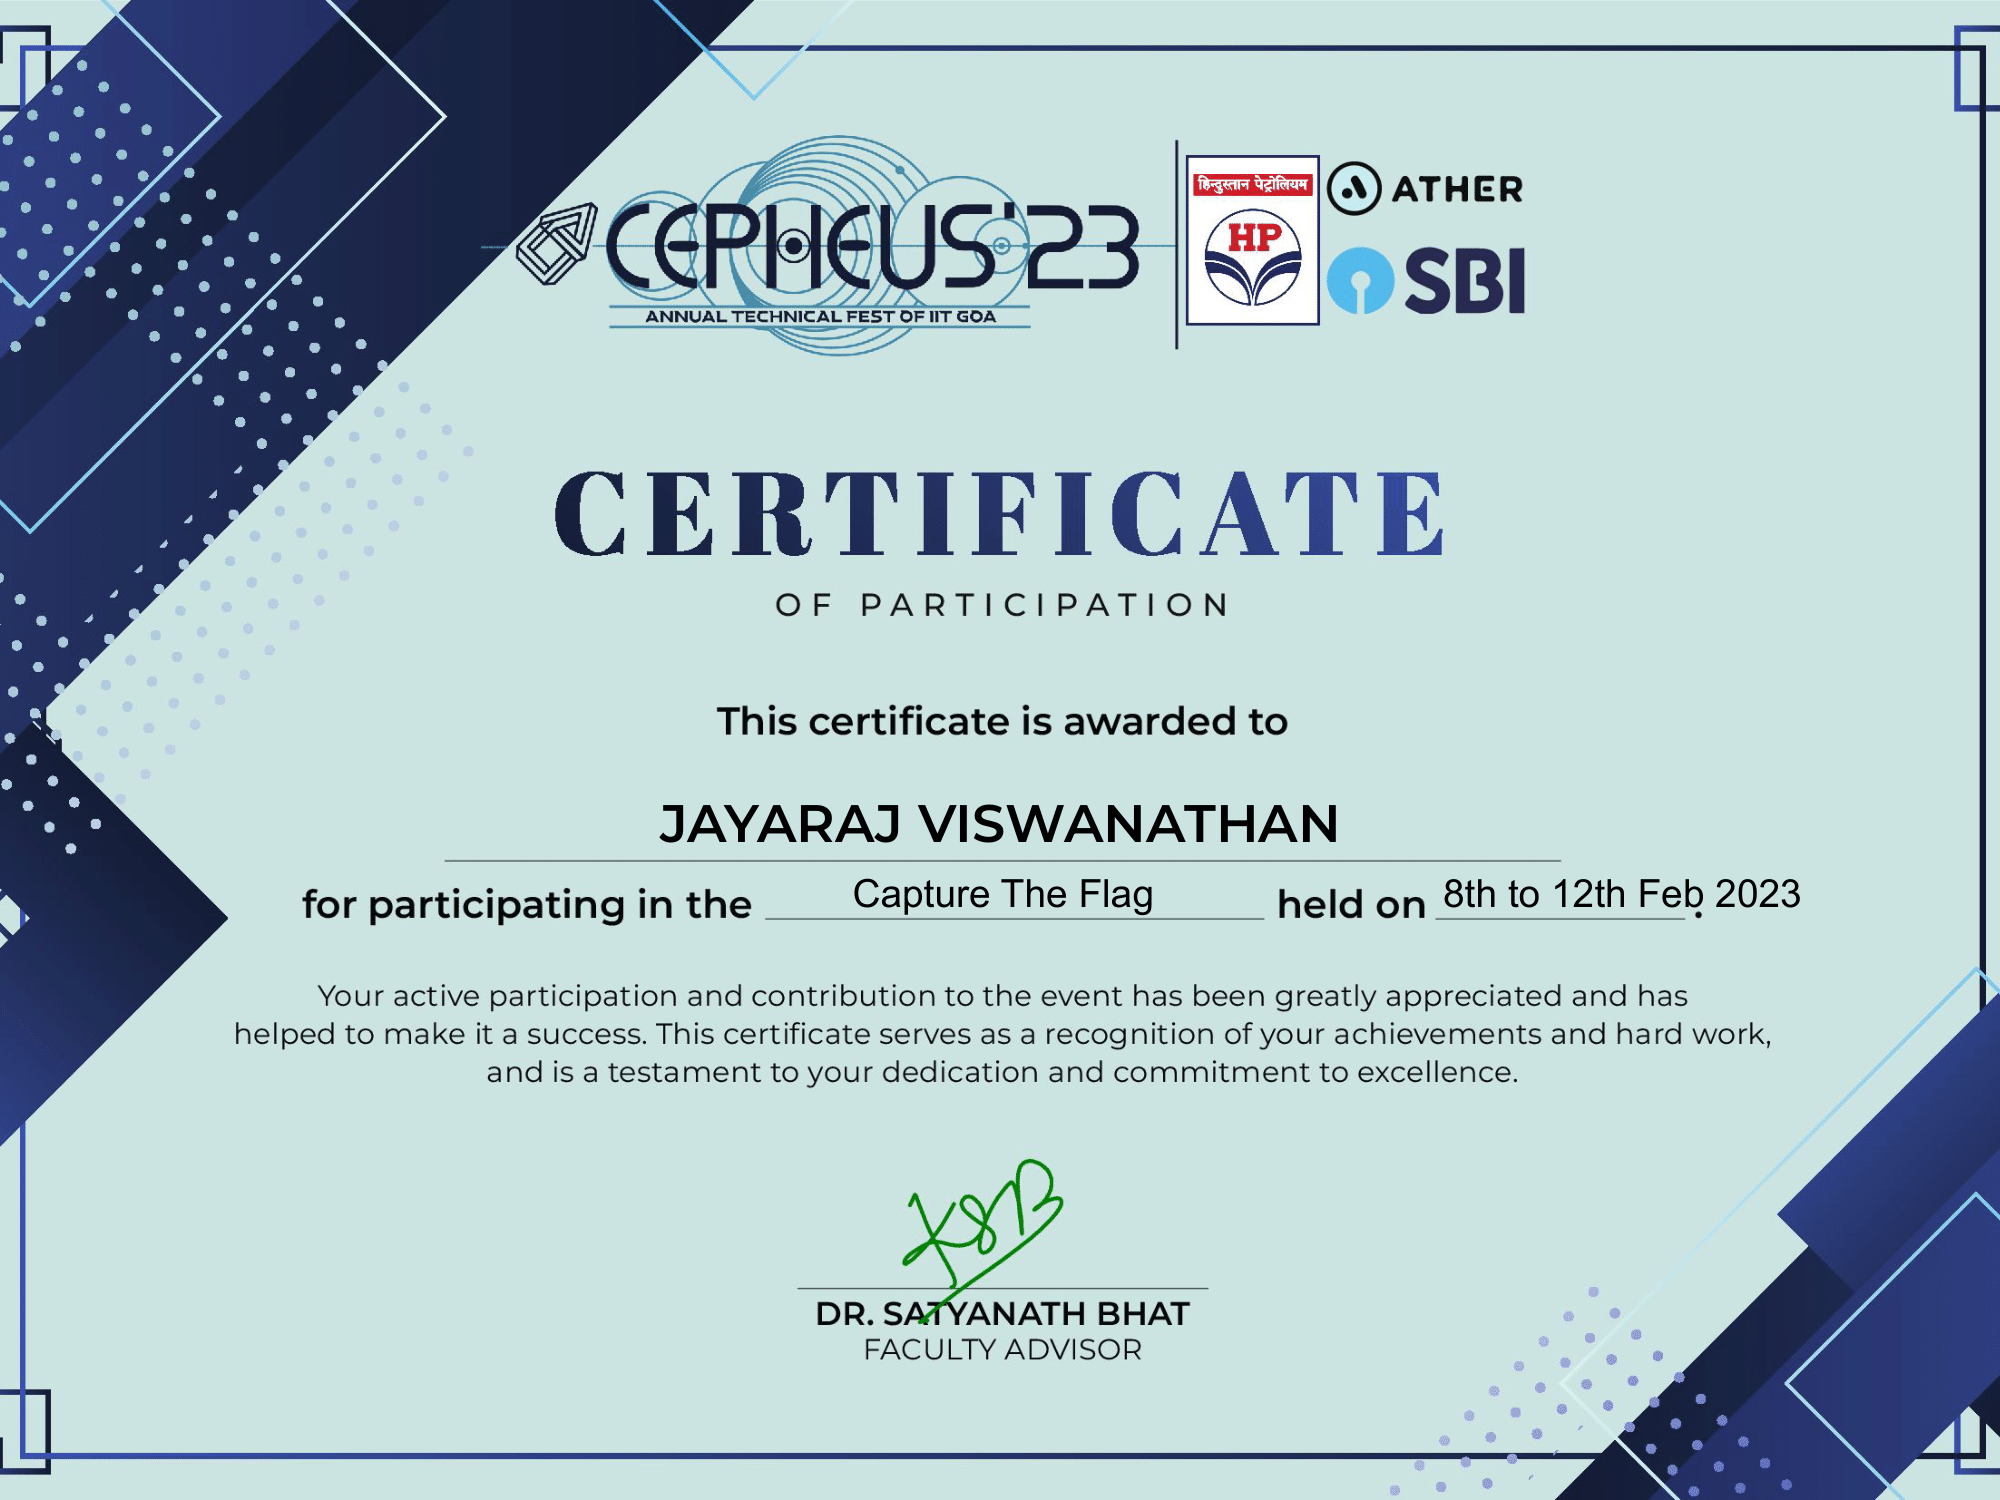 CEPHEUS'23
ANNUAL TECHNICAL FEST OF IIT GOA
हिन्दुस्तान पेट्रोलियम
HP
ATHER
SBI
CERTIFICATE
OF PARTICIPATION
This certificate is awarded to
JAYARAJ VISWANATHAN
for participating in the Capture The Flag held on 8th to 12th Feb 2023.
Your active participation and contribution to the event has been greatly appreciated and has
helped to make it a success. This certificate serves as a recognition of your achievements and hard work,
and is a testament to your dedication and commitment to excellence.
KSB
DR. SATYANATH BHAT
FACULTY ADVISOR